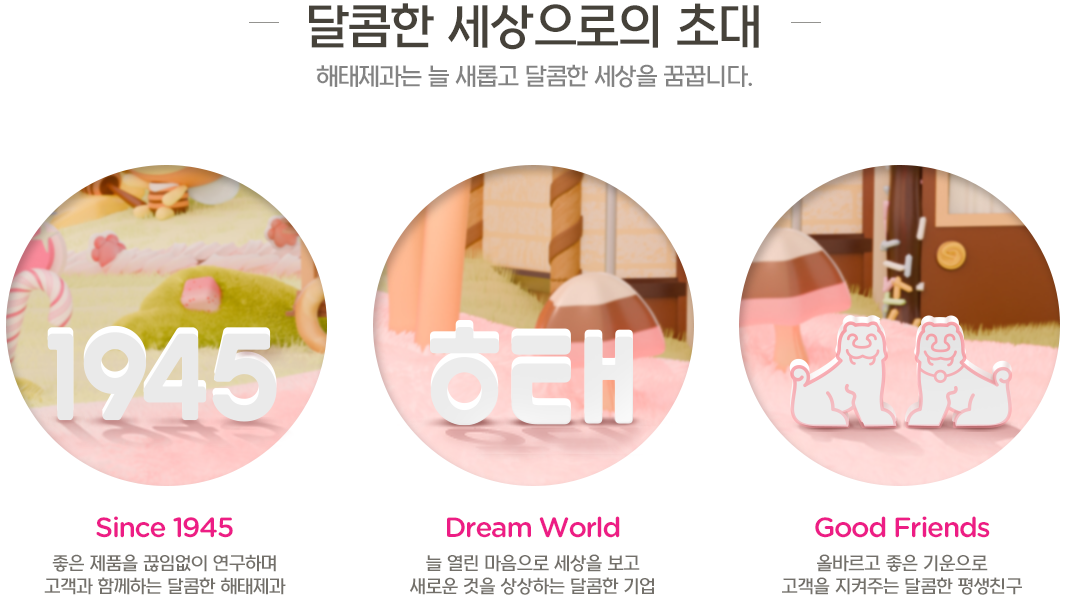 달콤한 세상으로의 초대
해태제과는 늘 새롭고 달콤한 세상을 꿈꿉니다.
1945
해태
Since 1945
좋은 제품을 끊임없이 연구하며
고객과 함께하는 달콤한 해태제과
Dream World
늘 열린 마음으로 세상을 보고
새로운 것을 상상하는 달콤한 기업
Good Friends
올바르고 좋은 기운으로
고객을 지켜주는 달콤한 평생친구